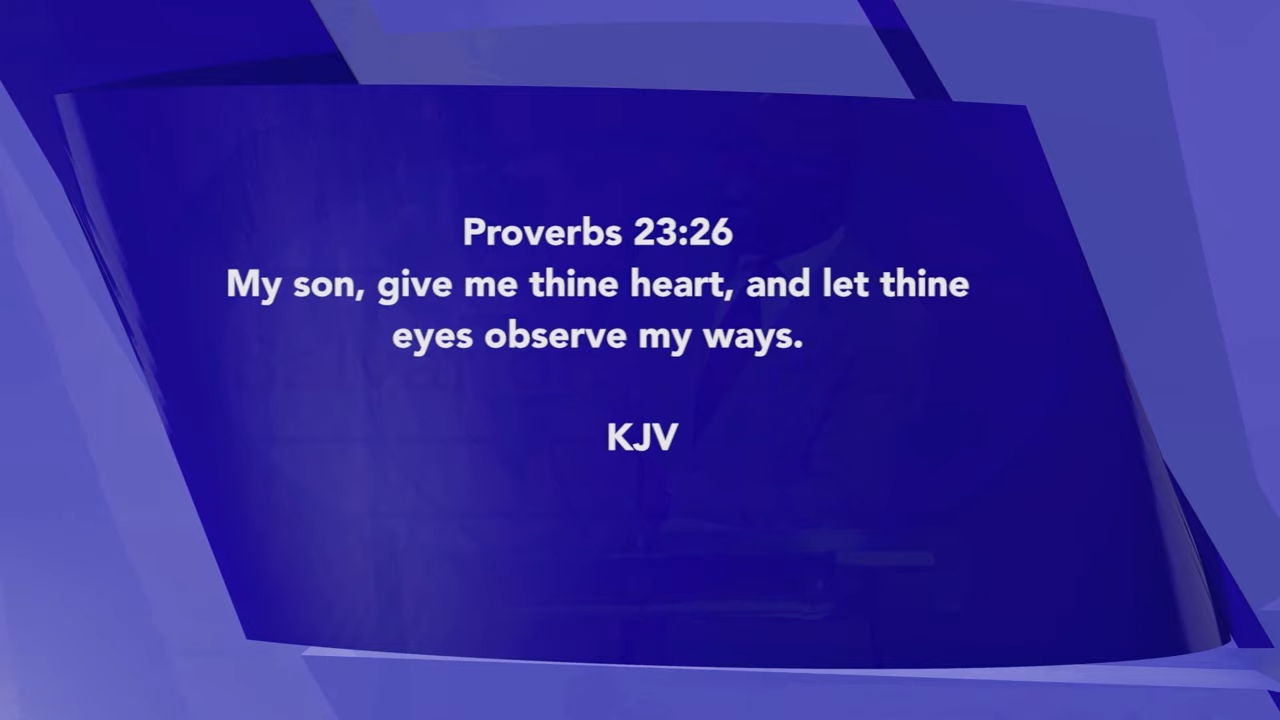 Proverbs 23:26
My son, give me thine heart, and let thine
eyes observe my ways.
KJV